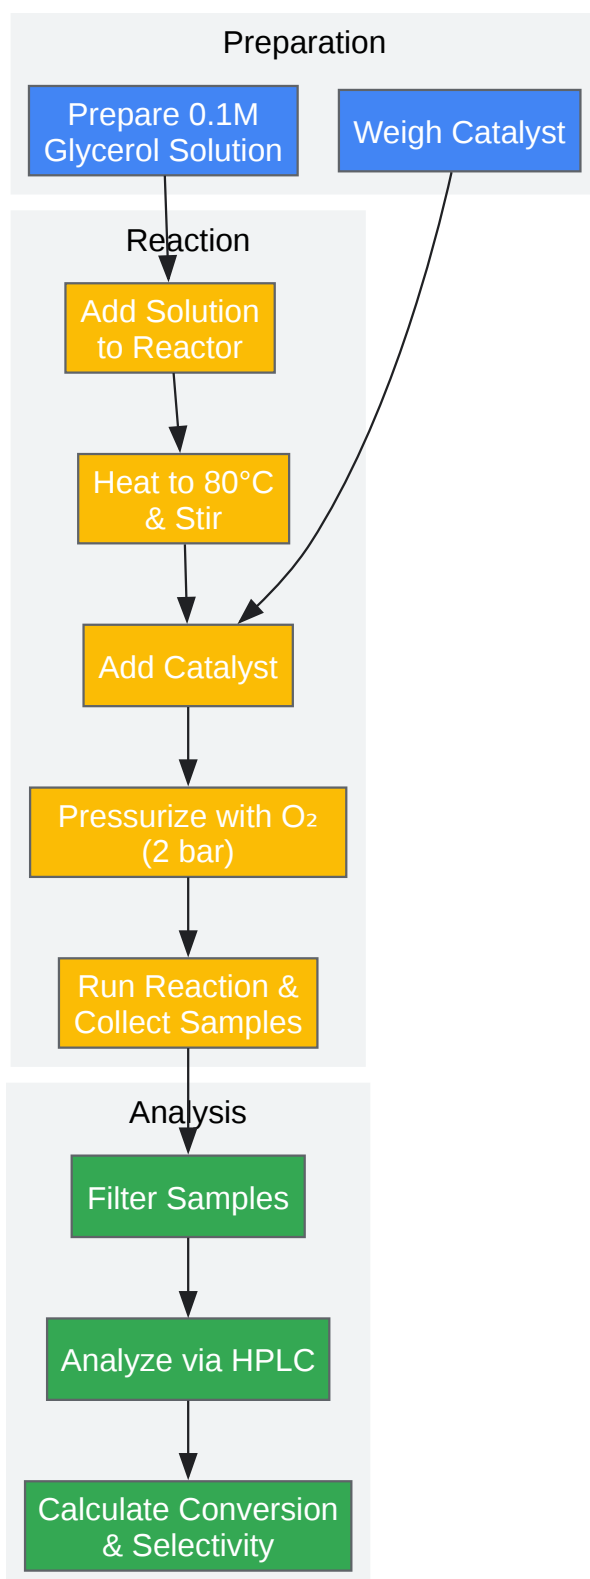 Preparation
Prepare 0.1M
Glycerol Solution
Weigh Catalyst
Reaction
Add Solution
to Reactor
Heat to 80°C
& Stir
Add Catalyst
Pressurize with O₂
(2 bar)
Run Reaction &
Collect Samples
Analysis
Filter Samples
Analyze via HPLC
Calculate Conversion
& Selectivity